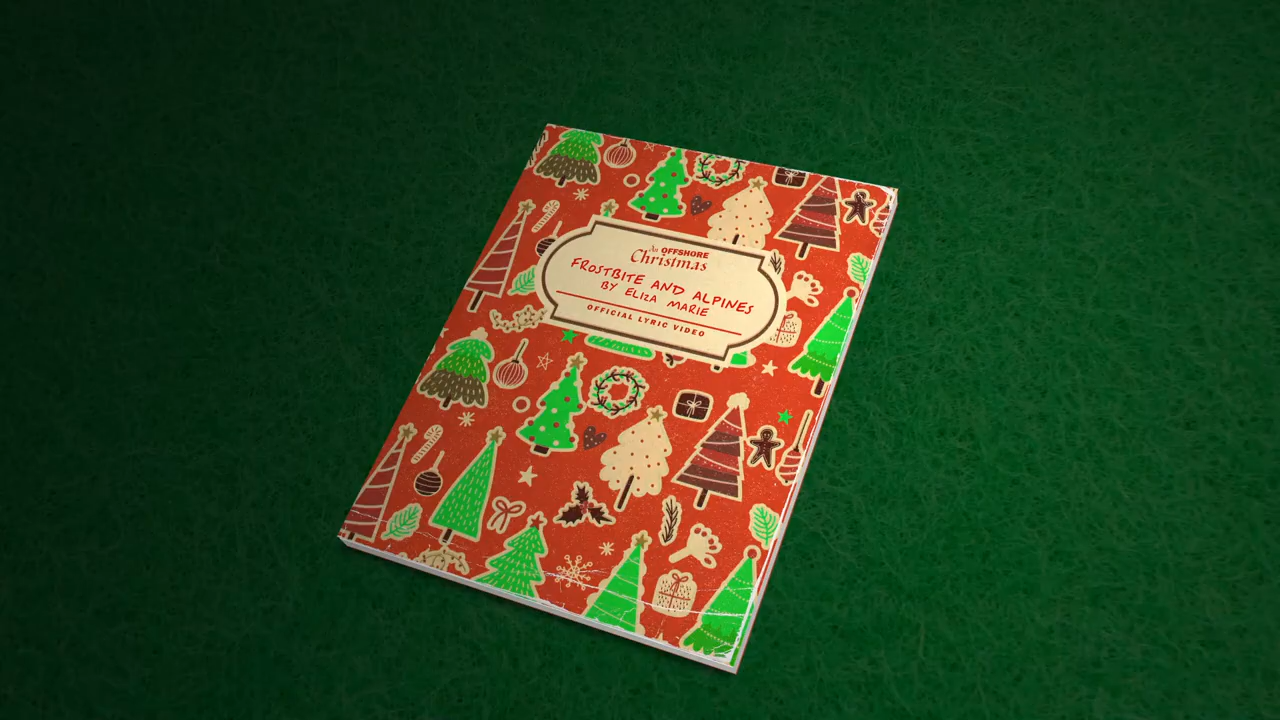 An OFFSHORE
Christmas
FROSTBITE AND ALPINES
BY ELIZA MARIE
OFFICIAL LYRIC VIDEO